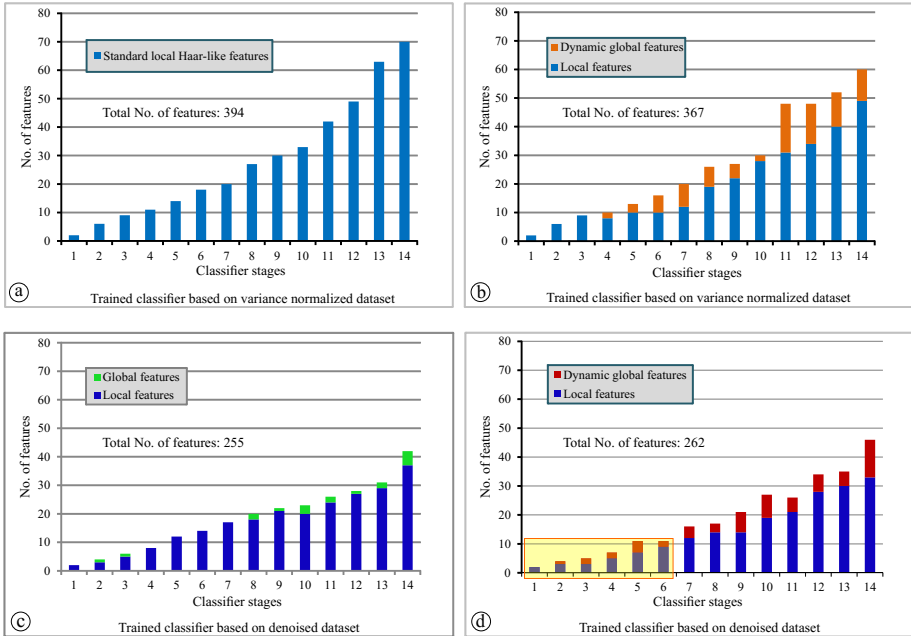 80
70
60
50
40
30
20
10
0
No. of features
Standard local Haar-like features
Total No. of features: 394
1 2 3 4 5 6 7 8 9 10 11 12 13 14
Classifier stages
a
Trained classifier based on variance normalized dataset
80
70
60
50
40
30
20
10
0
No. of features
Dynamic global features
Local features
Total No. of features: 367
1 2 3 4 5 6 7 8 9 10 11 12 13 14
Classifier stages
b
Trained classifier based on variance normalized dataset
80
70
60
50
40
30
20
10
0
No. of features
Global features
Local features
Total No. of features: 255
1 2 3 4 5 6 7 8 9 10 11 12 13 14
Classifier stages
c
Trained classifier based on denoised dataset
80
70
60
50
40
30
20
10
0
No. of features
Dynamic global features
Local features
Total No. of features: 262
1 2 3 4 5 6 7 8 9 10 11 12 13 14
Classifier stages
d
Trained classifier based on denoised dataset